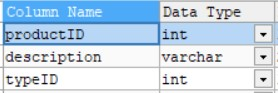 Column Name Data Type
productID int
description varchar
typeID int